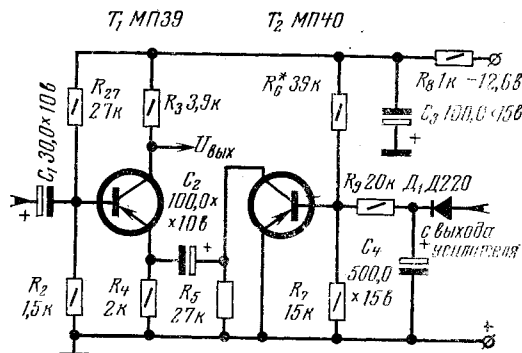 T₁ МП39
T₂ МП40
R₂₇
27к
R₃ 3,9к
R₆* 39к
R₈ 1к
−12,6в
C₃ 100,0×15в
+
C₁ 30,0×10в
+
Uвых
C₂
100,0×
×10в
+
R₉ 20к
Д₁ Д220
с выхода
усилителя
C₄
500,0
×15в
+
R₂
1,5к
R₄
2к
R₅
27к
R₇
15к
+